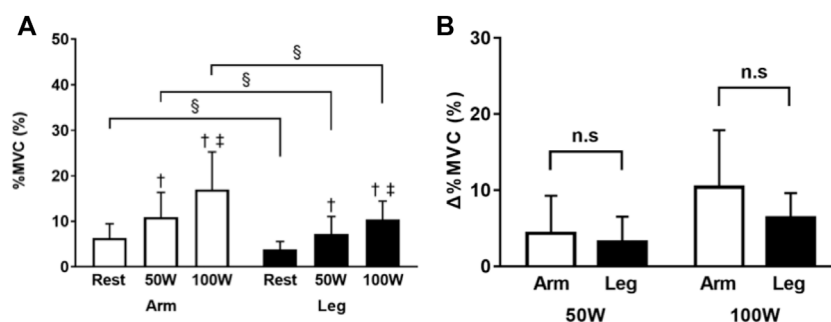 A
%MVC (%)
50
40
30
20
10
0
§
§
§
†
† ‡
†
† ‡
Rest 50W 100W Rest 50W 100W
Arm Leg
B
Δ%MVC (%)
30
20
10
0
n.s
n.s
Arm Leg Arm Leg
50W 100W